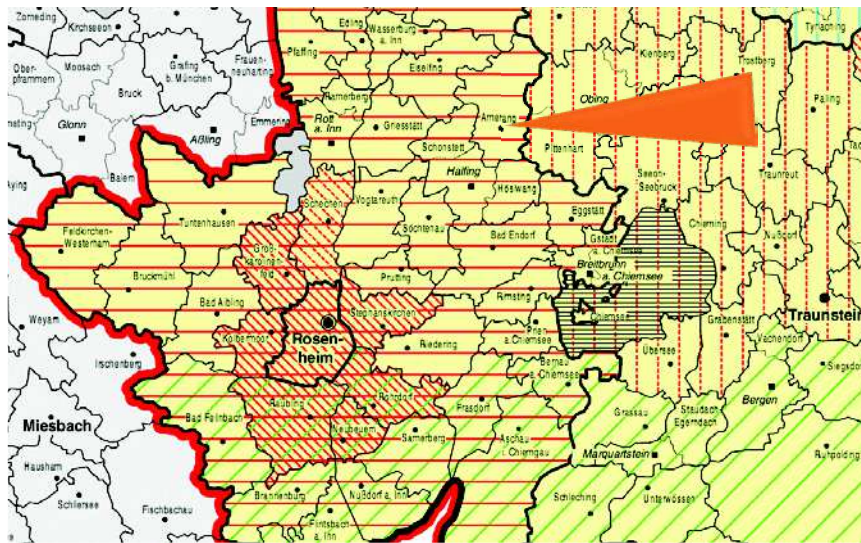 Zorneding
Kirchseeon
Edling
Wasserburg
a. Inn
Kienberg
Trostberg
Tyrlaching
Ober-
pframmern
Moosach
Grafing
b. München
Frauen-
neuharting
Pfaffing
Eiselfing
Bruck
Ramerberg
Obing
Palling
Glonn
Aßling
Emmering
Rott
a. Inn
Griesstätt
Amerang
Schonstett
Pittenhart
Baiern
Halfing
Höswang
Seeon-
Seebruck
Traunreut
Schechen
Vogtareuth
Eggstätt
Feldkirchen-
Westerham
Tuntenhausen
Söchtenau
Bad Endorf
Gstadt
a. Chiemsee
Chieming
Nußdorf
Groß-
karolinen-
feld
Breitbrunn
a. Chiemsee
Bruckmühl
Prutting
Rimsting
Bad Aibling
Stephanskirchen
Chiemsee
Traunstein
Weyarn
Kolbermoor
Rosen-
heim
Riedering
Prien
a.Chiemsee
Grabenstätt
Vachendorf
Irschenberg
Bernau
a. Chiemsee
Übersee
Siegsdo
Raubling
Rohrdorf
Frasdorf
Bergen
Miesbach
Bad Feilnbach
Neubeuern
Samerberg
Aschau
i. Chiemgau
Grassau
Staudach
Egerndach
Marquartstein
Ruhpolding
Hausham
Schliersee
Brannenburg
Nußdorf a. Inn
Schleching
Unterwössen
Fischbachau
Flintsbach
a. Inn